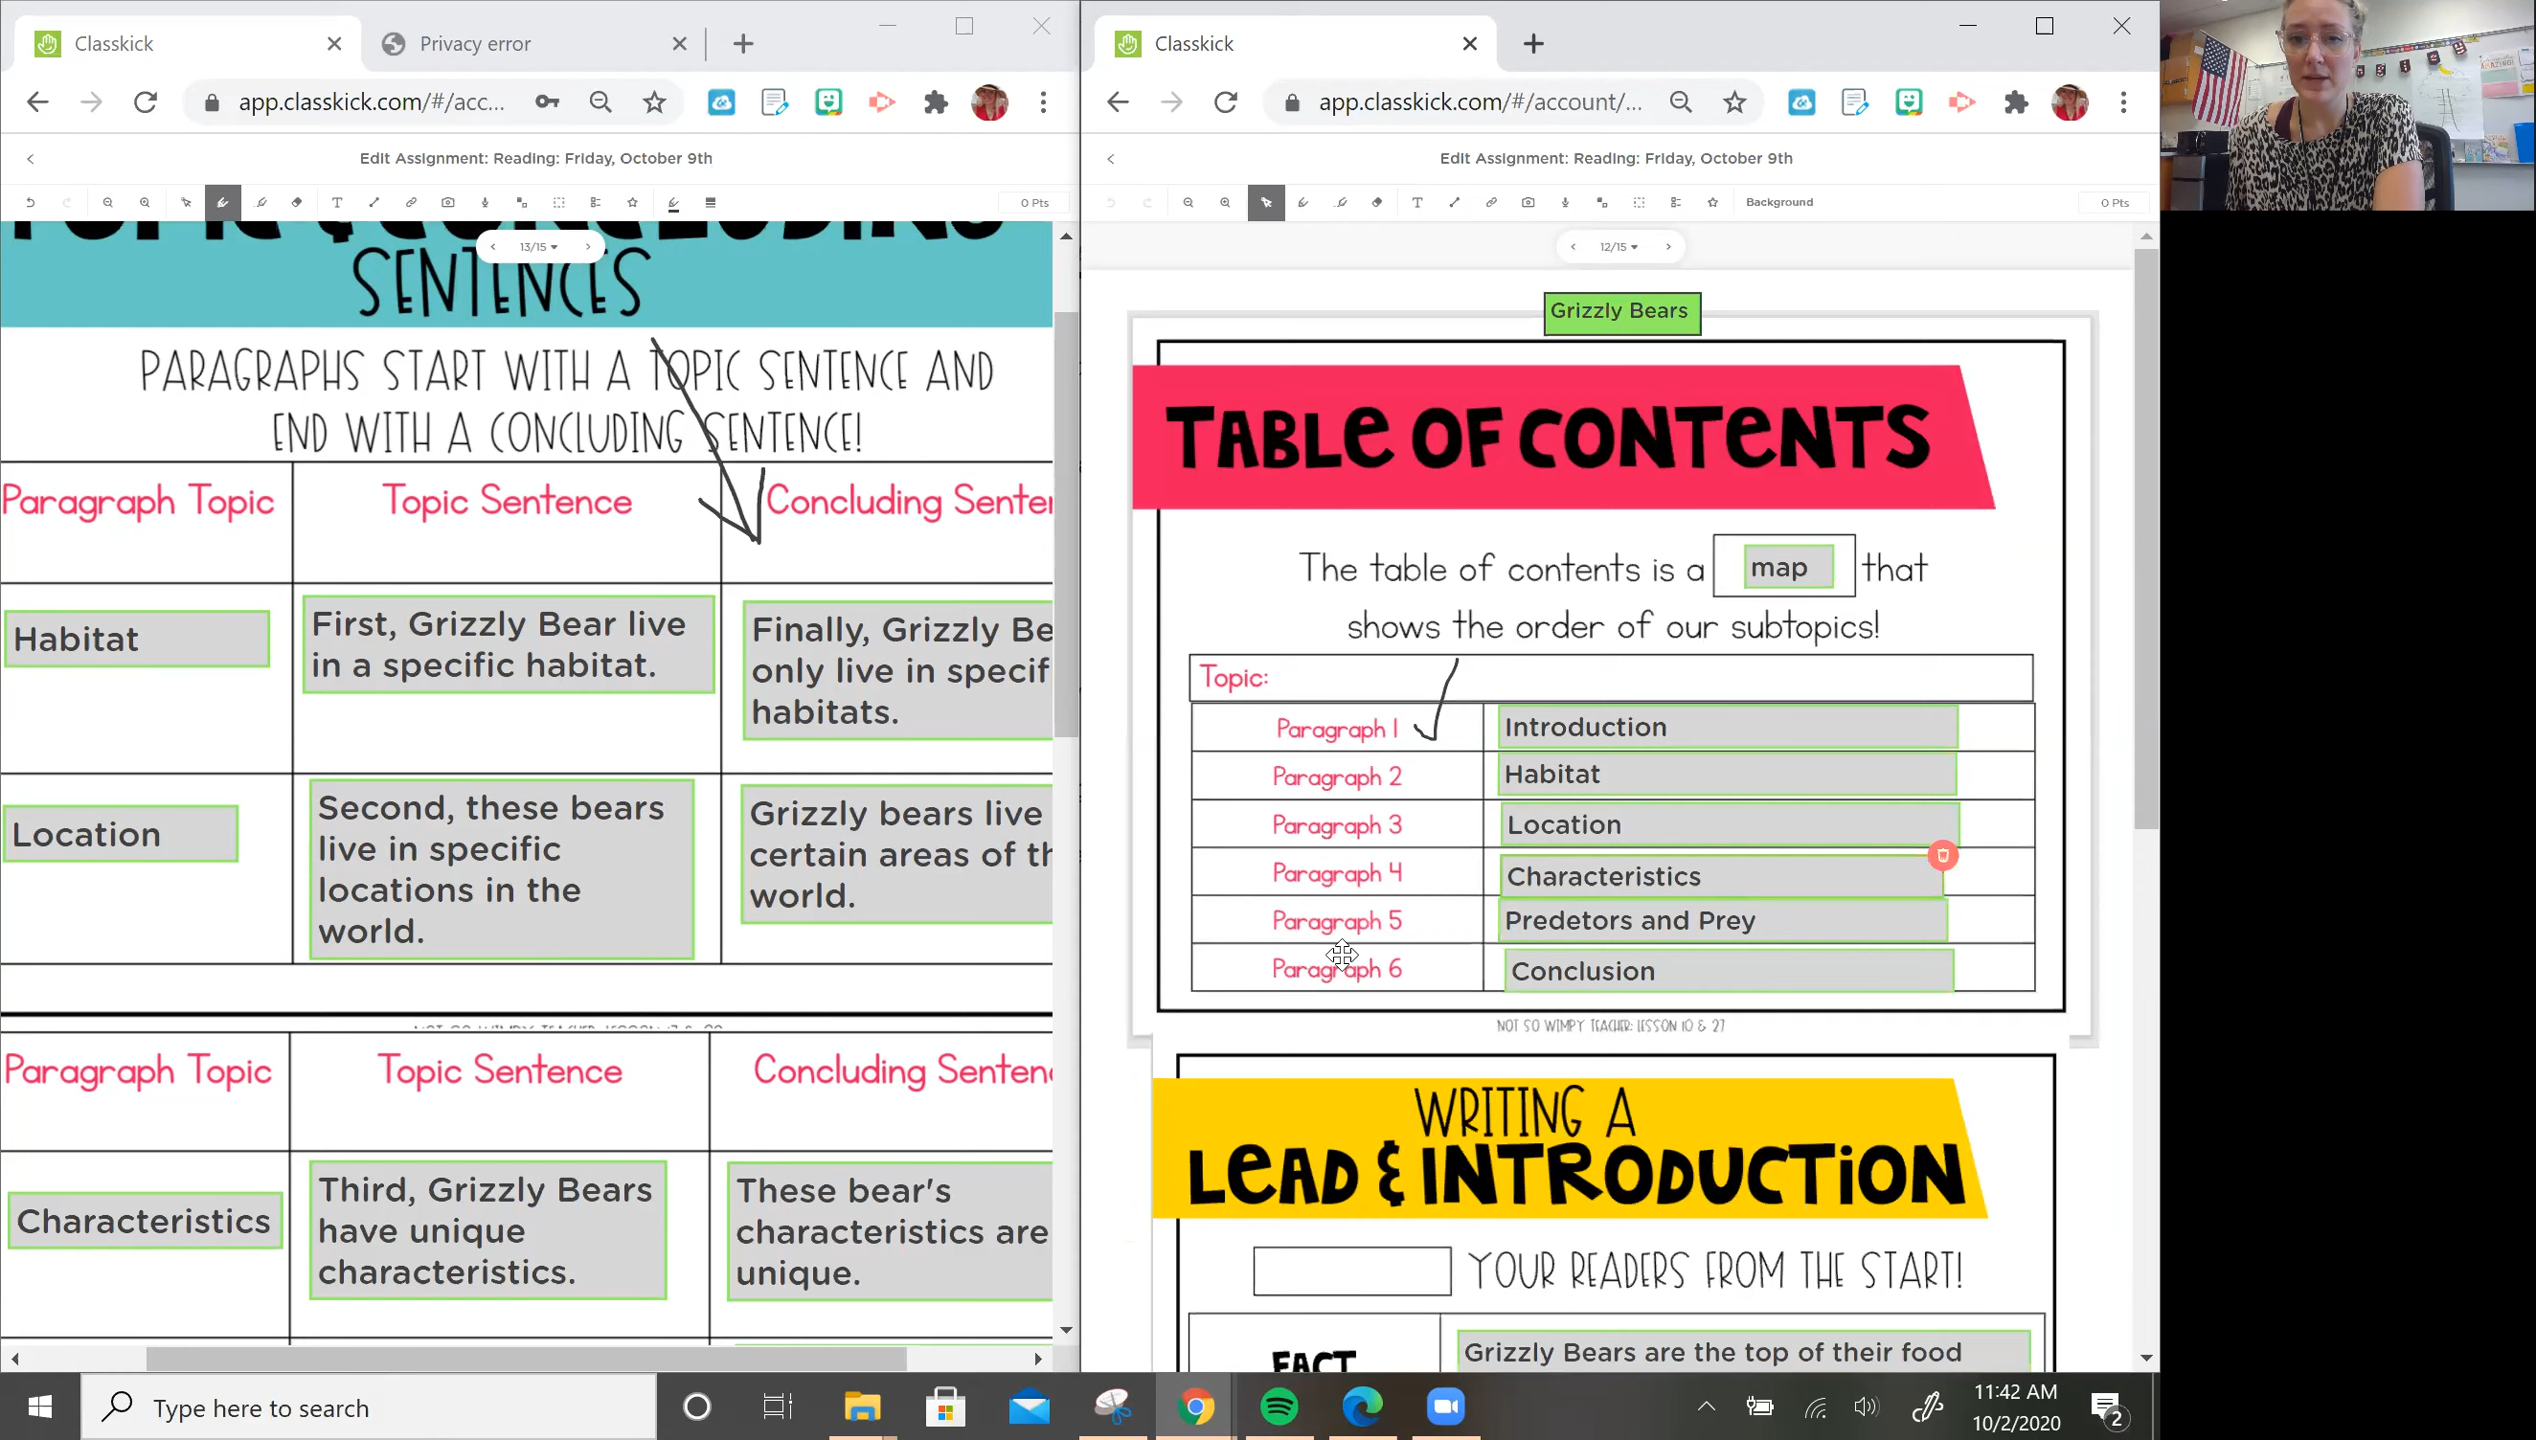 Classkick
Privacy error
app.classkick.com/#/acc...
Edit Assignment: Reading: Friday, October 9th
0 Pts
13/15
SENTENCES
PARAGRAPHS START WITH A TOPIC SENTENCE AND
END WITH A CONCLUDING SENTENCE!
Paragraph Topic
Topic Sentence
Concluding Senten
Habitat
First, Grizzly Bear live
in a specific habitat.
Finally, Grizzly Be
only live in specif
habitats.
Location
Second, these bears
live in specific
locations in the
world.
Grizzly bears live
certain areas of th
world.
Paragraph Topic
Topic Sentence
Concluding Senten
Characteristics
Third, Grizzly Bears
have unique
characteristics.
These bear's
characteristics are
unique.
Classkick
app.classkick.com/#/account/...
Edit Assignment: Reading: Friday, October 9th
Background
0 Pts
12/15
Grizzly Bears
TABLE OF CONTENTS
The table of contents is a map that
shows the order of our subtopics!
Topic:
Paragraph 1 Introduction
Paragraph 2 Habitat
Paragraph 3 Location
Paragraph 4 Characteristics
Paragraph 5 Predetors and Prey
Paragraph 6 Conclusion
NOT SO WIMPY TEACHER: LESSON 10 & 27
WRITING A
LEAD & INTRODUCTION
YOUR READERS FROM THE START!
FACT
Grizzly Bears are the top of their food
Type here to search
11:42 AM
10/2/2020
2